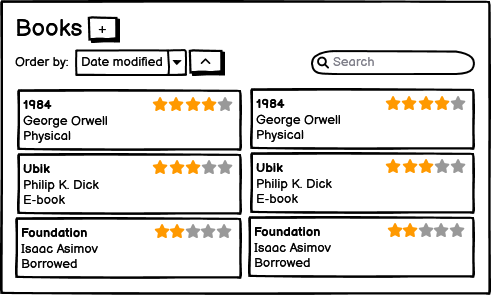 Books +
Order by: Date modified Search
1984
George Orwell
Physical
1984
George Orwell
Physical
Ubik
Philip K. Dick
E-book
Ubik
Philip K. Dick
E-book
Foundation
Isaac Asimov
Borrowed
Foundation
Isaac Asimov
Borrowed